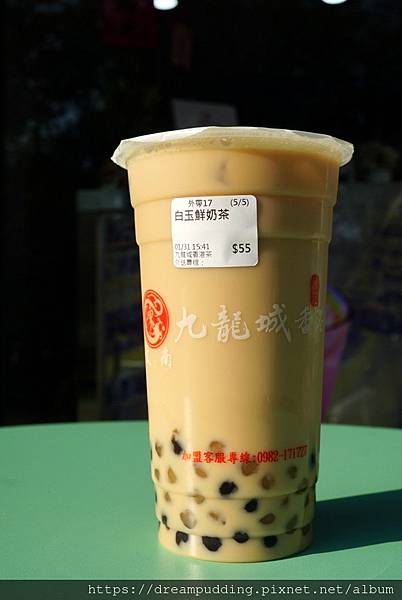 外帶17 (5/5)
白玉鮮奶茶
01/31 15:41
九龍城香港茶 $55
九龍城香
南
加盟客服專線:0982-171727
https://dreampudding.pixnet.net/album